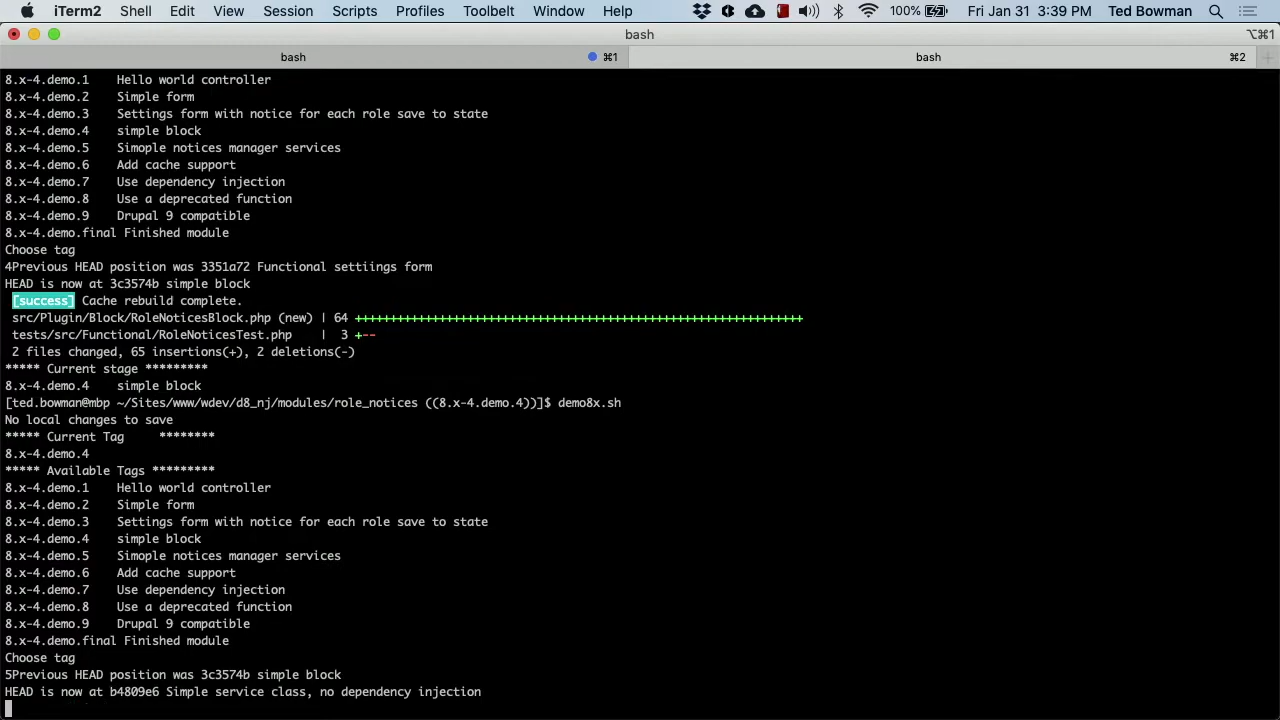 iTerm2 Shell Edit View Session Scripts Profiles Toolbelt Window Help 100% Fri Jan 31 3:39 PM Ted Bowman
bash ⌥⌘1
bash ⌘1 bash ⌘2
8.x-4.demo.1 Hello world controller
8.x-4.demo.2 Simple form
8.x-4.demo.3 Settings form with notice for each role save to state
8.x-4.demo.4 simple block
8.x-4.demo.5 Simople notices manager services
8.x-4.demo.6 Add cache support
8.x-4.demo.7 Use dependency injection
8.x-4.demo.8 Use a deprecated function
8.x-4.demo.9 Drupal 9 compatible
8.x-4.demo.final Finished module
Choose tag
4Previous HEAD position was 3351a72 Functional settiings form
HEAD is now at 3c3574b simple block
[success] Cache rebuild complete.
src/Plugin/Block/RoleNoticesBlock.php (new) | 64 ++++++++++++++++++++++++++++++++++++++++++++++++++++++++++++++++
tests/src/Functional/RoleNoticesTest.php | 3 +--
2 files changed, 65 insertions(+), 2 deletions(-)
***** Current stage *********
8.x-4.demo.4 simple block
[ted.bowman@mbp ~/Sites/www/wdev/d8_nj/modules/role_notices ((8.x-4.demo.4))]$ demo8x.sh
No local changes to save
***** Current Tag ********
8.x-4.demo.4
***** Available Tags *********
8.x-4.demo.1 Hello world controller
8.x-4.demo.2 Simple form
8.x-4.demo.3 Settings form with notice for each role save to state
8.x-4.demo.4 simple block
8.x-4.demo.5 Simople notices manager services
8.x-4.demo.6 Add cache support
8.x-4.demo.7 Use dependency injection
8.x-4.demo.8 Use a deprecated function
8.x-4.demo.9 Drupal 9 compatible
8.x-4.demo.final Finished module
Choose tag
5Previous HEAD position was 3c3574b simple block
HEAD is now at b4809e6 Simple service class, no dependency injection